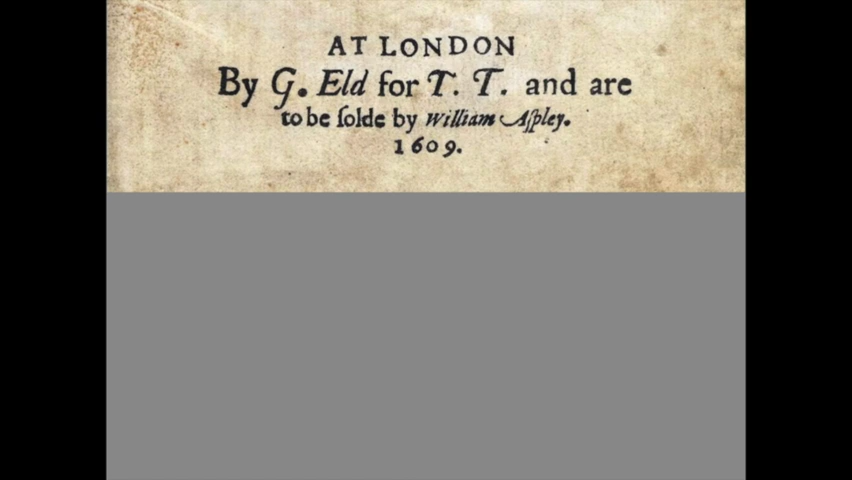 AT LONDON
By G. Eld for T. T. and are
to be ſolde by William Aſpley.
1609.